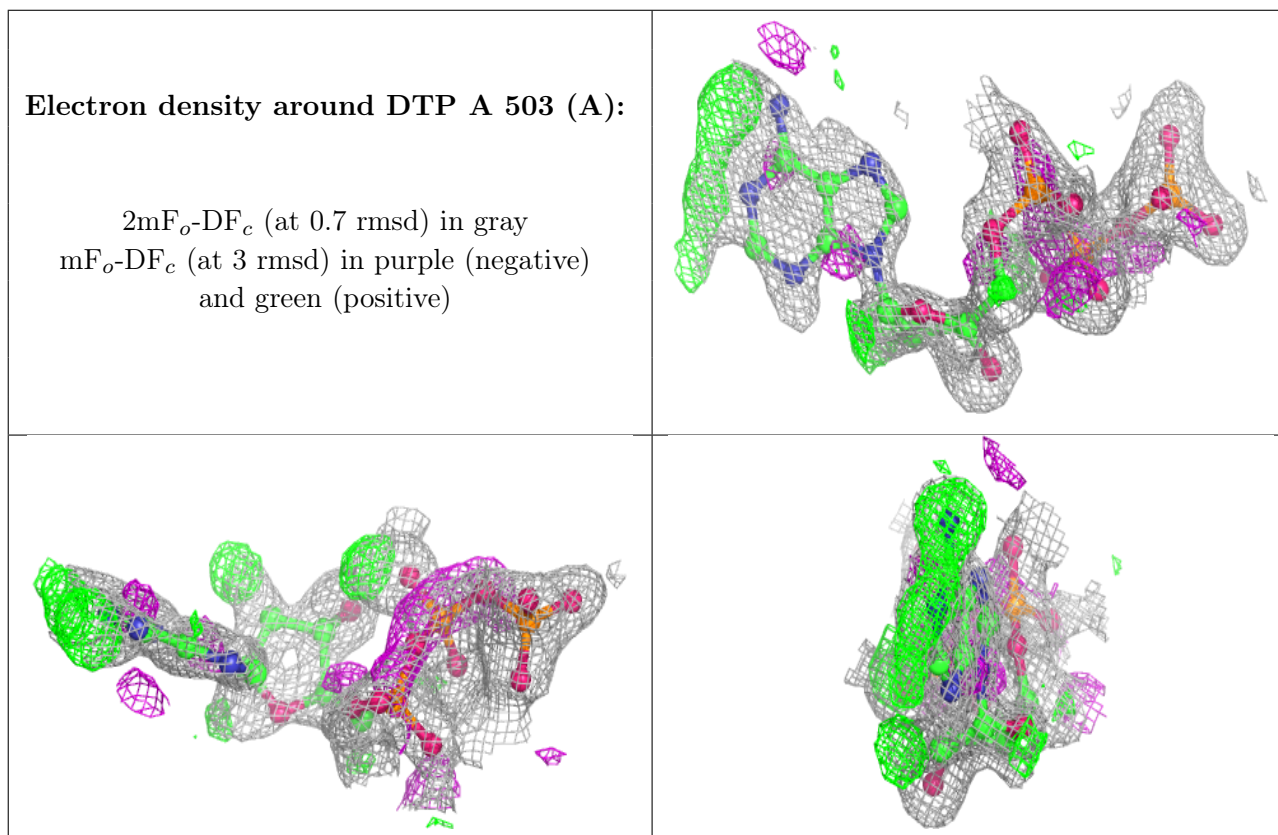 Electron density around DTP A 503 (A):
2mFₒ-DF𝑐 (at 0.7 rmsd) in gray
mFₒ-DF𝑐 (at 3 rmsd) in purple (negative)
and green (positive)